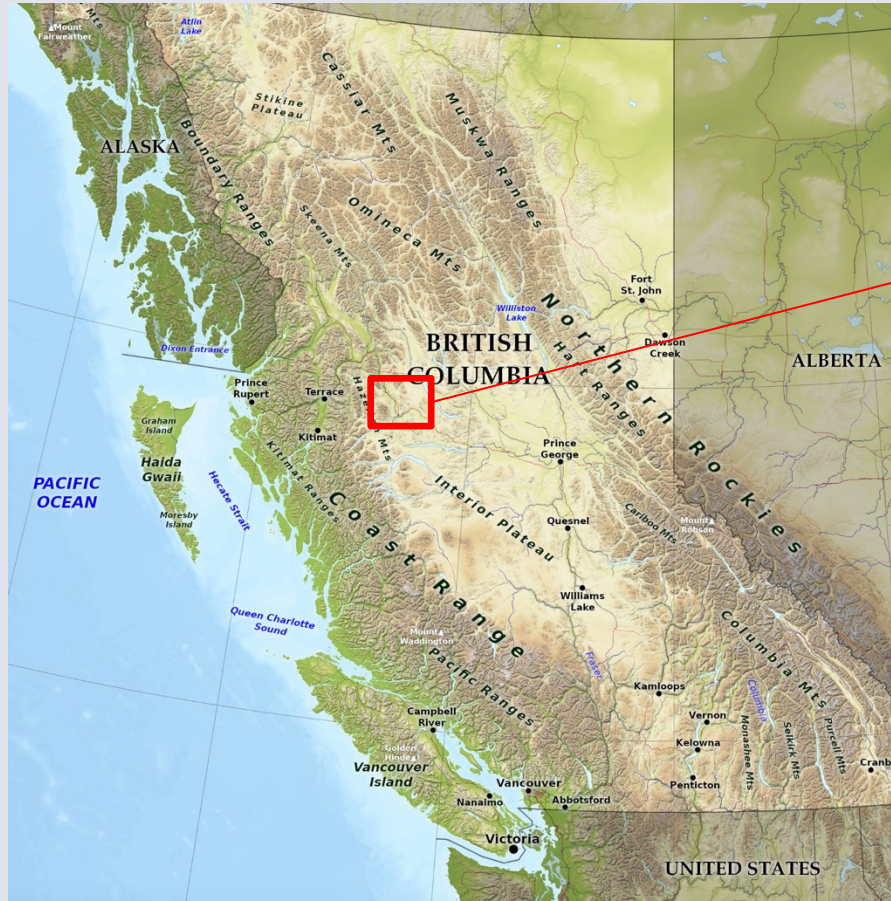 Atlin
Lake
Mount
Fairweather
Mts
Cassiar Mts
Stikine
Plateau
Muskwa Ranges
ALASKA
Boundary Ranges
Skeena Mts
Omineca Mts
Fort
St. John
Williston
Lake
Northern Rockies
Hart Ranges
Dawson
Creek
BRITISH
COLUMBIA
ALBERTA
Dixon Entrance
Prince
Rupert
Terrace
Kitimat
Graham
Island
Haida
Gwaii
Moresby
Island
Hecate Strait
Kitimat Ranges
PACIFIC
OCEAN
Coast Range
Interior Plateau
Prince
George
Quesnel
Cariboo Mts
Mount
Robson
Williams
Lake
Queen Charlotte
Sound
Mount
Waddington
Pacific Ranges
Fraser
Columbia Mts
Kamloops
Columbia
Vernon
Kelowna
Penticton
Monashee Mts
Selkirk Mts
Purcell Mts
Cranb
Campbell
River
Golden
Hinde
Vancouver
Island
Nanaimo
Vancouver
Abbotsford
Victoria
UNITED STATES